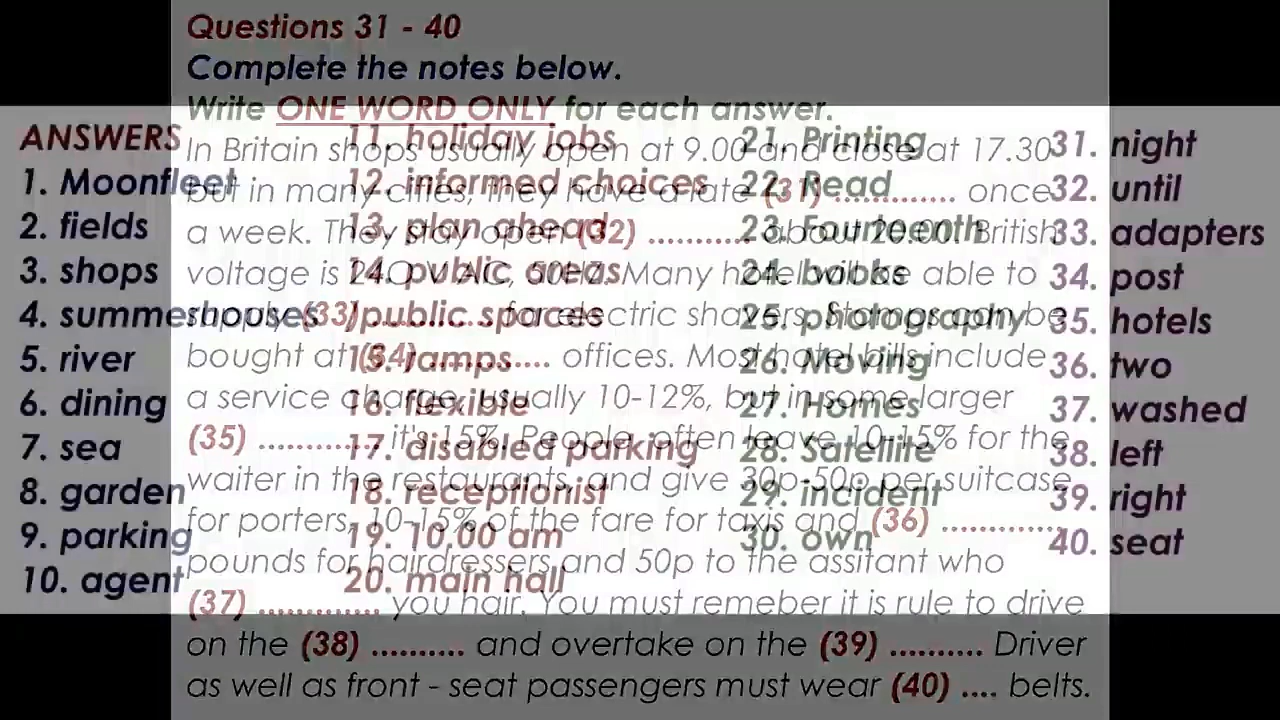 Questions 31 - 40
Complete the notes below.
Write ONE WORD ONLY for each answer.
In Britain shops usually open at 9.00 and close at 17.30
but in many cities, they have a late (31) ............. once
a week. They stay open (32) ........... about 20.00. British
voltage is 24.O V AC, 50HZ. Many hotel will be able to
supply (33) ............. for electric shavers. Stamps can be
bought at (34) ............. offices. Most hotel bills include
a service charge, usually 10-12%, but in some larger
(35) ............. it's 15%. People often leave 10-15% for the
waiter in the restaurants, and give 30p-50p per suitcase
for porters, 10-15% of the fare for taxis and (36) .............
pounds for hairdressers and 50p to the assitant who
(37) ............. you hair. You must remeber it is rule to drive
on the (38) .......... and overtake on the (39) .......... Driver
as well as front - seat passengers must wear (40) .... belts.
ANSWERS
1. Moonfleet
2. fields
3. shops
4. summerhouses
5. river
6. dining
7. sea
8. garden
9. parking
10. agent
11. holiday jobs
12. informed choices
13. plan ahead
14. public areas
/public spaces
15. ramps
16. flexible
17. disabled parking
18. receptionist
19. 10.00 am
20. main hall
21. Printing
22. Read
23. Fourteenth
24. books
25. photography
26. Moving
27. Homes
28. Satellite
29. incident
30. own
31. night
32. until
33. adapters
34. post
35. hotels
36. two
37. washed
38. left
39. right
40. seat